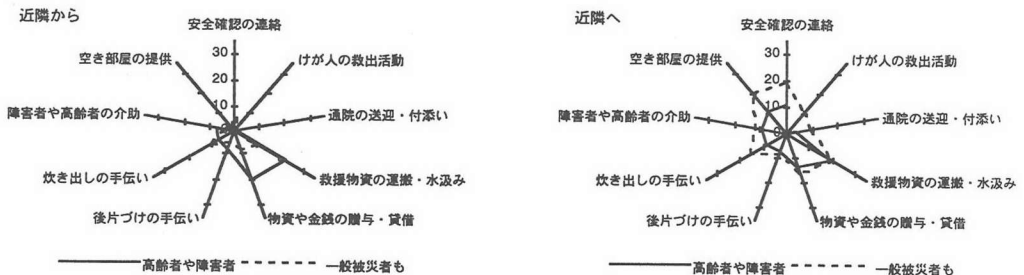 近隣から
安全確認の連絡
30
20
10
0
けが人の救出活動
通院の送迎・付添い
救援物資の運搬・水汲み
物資や金銭の贈与・貸借
後片づけの手伝い
炊き出しの手伝い
障害者や高齢者の介助
空き部屋の提供
高齢者や障害者
一般被災者も
近隣へ
安全確認の連絡
30
20
10
0
けが人の救出活動
通院の送迎・付添い
救援物資の運搬・水汲み
物資や金銭の贈与・貸借
後片づけの手伝い
炊き出しの手伝い
障害者や高齢者の介助
空き部屋の提供
高齢者や障害者
一般被災者も